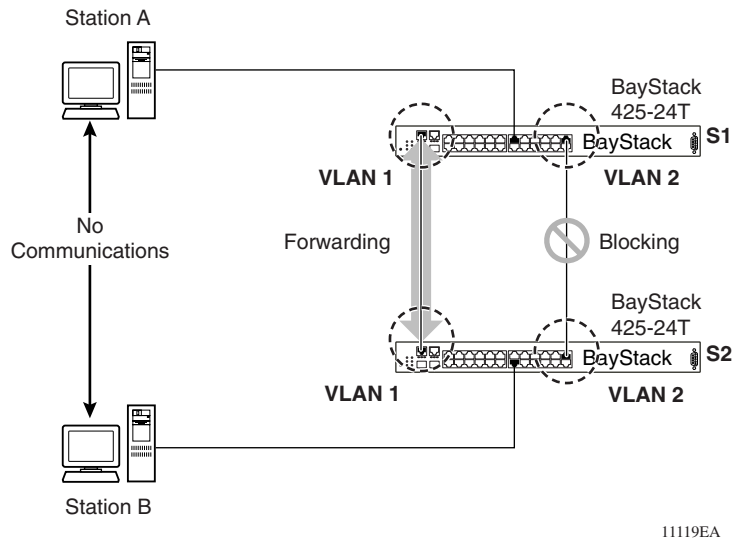 Station A
BayStack
425-24T
BayStack
S1
VLAN 1
VLAN 2
No
Communications
Forwarding
Blocking
BayStack
425-24T
BayStack
S2
VLAN 1
VLAN 2
Station B
11119EA